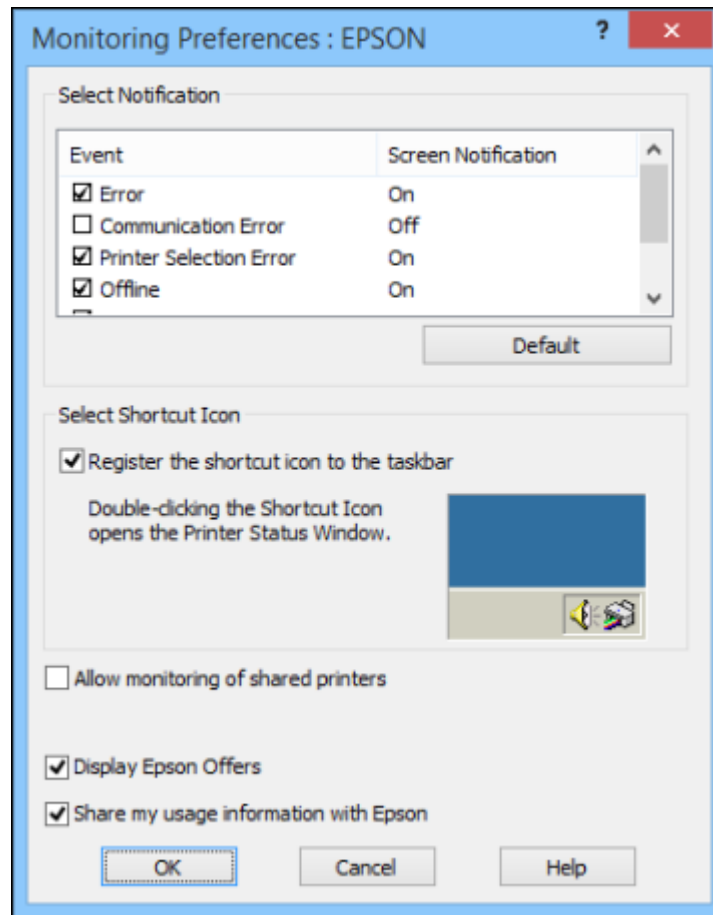 Monitoring Preferences : EPSON
?
Select Notification
Event Screen Notification
Error On
Communication Error Off
Printer Selection Error On
Offline On
Default
Select Shortcut Icon
Register the shortcut icon to the taskbar
Double-clicking the Shortcut Icon
opens the Printer Status Window.
Allow monitoring of shared printers
Display Epson Offers
Share my usage information with Epson
OK Cancel Help